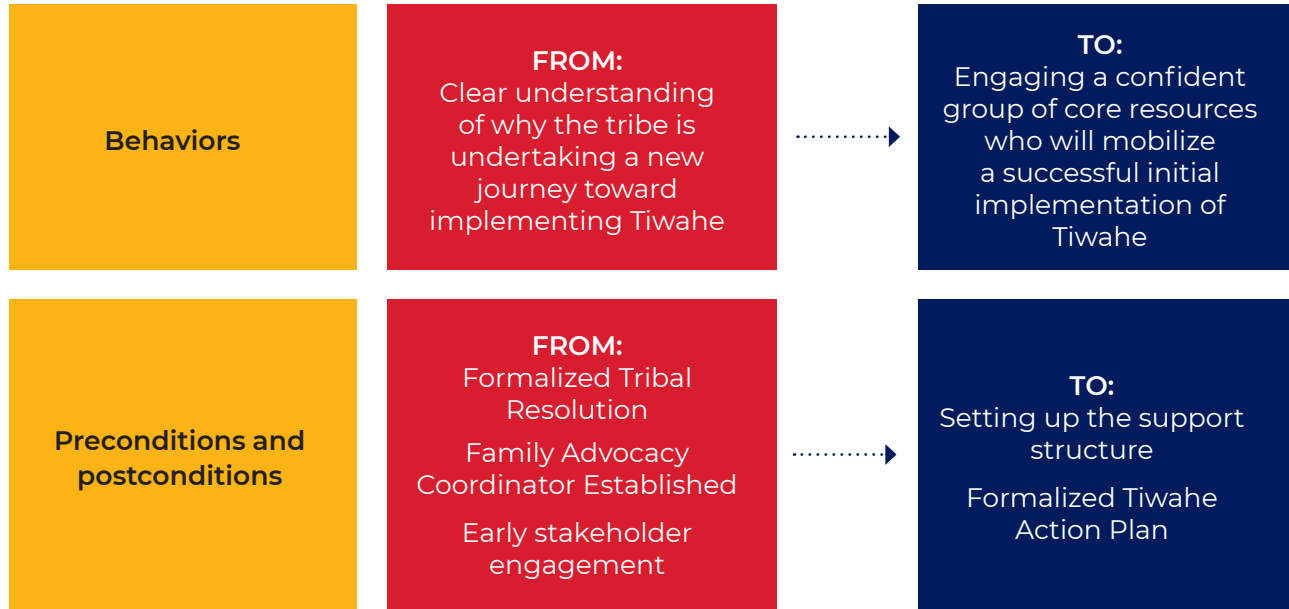 Behaviors
FROM:
Clear understanding
of why the tribe is
undertaking a new
journey toward
implementing Tiwahe
TO:
Engaging a confident
group of core resources
who will mobilize
a successful initial
implementation of
Tiwahe
Preconditions and
postconditions
FROM:
Formalized Tribal
Resolution
Family Advocacy
Coordinator Established
Early stakeholder
engagement
TO:
Setting up the support
structure
Formalized Tiwahe
Action Plan